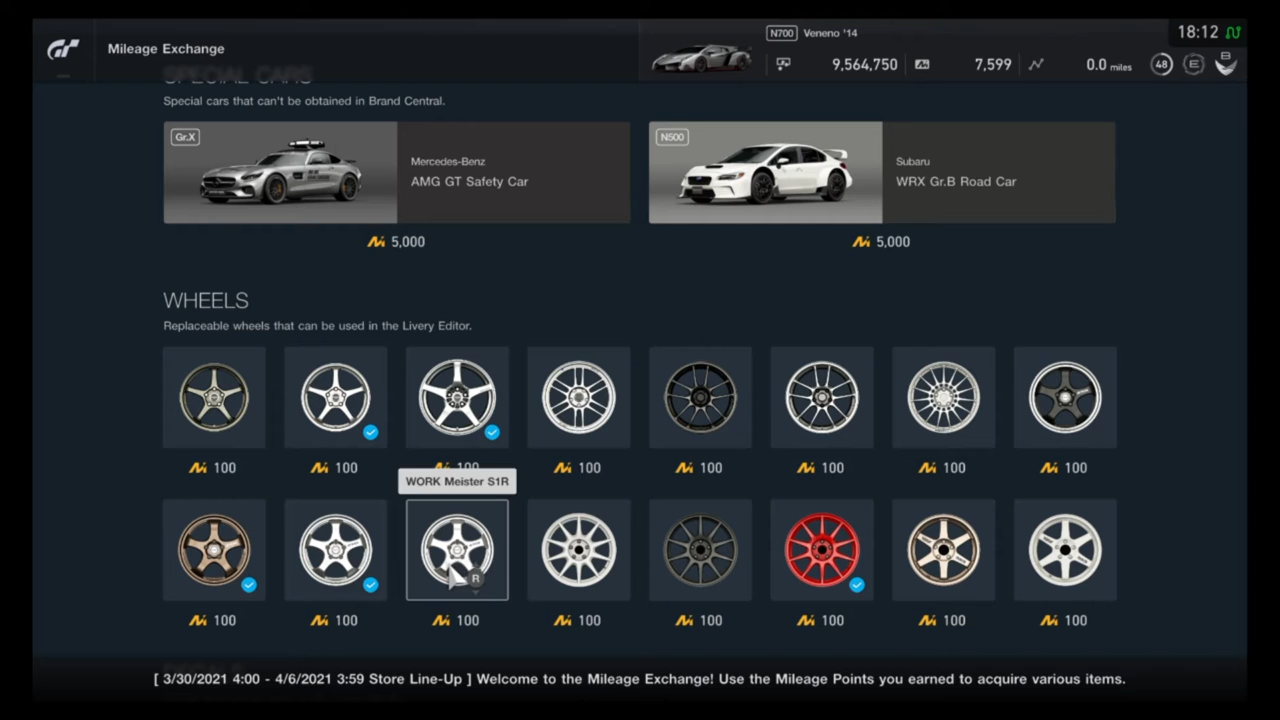 Mileage Exchange
N700 Veneno '14
18:12
9,564,750
7,599
0.0 miles
48
E
B
SPECIAL CARS
Special cars that can't be obtained in Brand Central.
Gr.X
Mercedes-Benz
AMG GT Safety Car
N500
Subaru
WRX Gr.B Road Car
5,000
5,000
WHEELS
Replaceable wheels that can be used in the Livery Editor.
100 100 100 100 100 100 100 100
WORK Meister S1R
R
100 100 100 100 100 100 100 100
[ 3/30/2021 4:00 - 4/6/2021 3:59 Store Line-Up ] Welcome to the Mileage Exchange! Use the Mileage Points you earned to acquire various items.